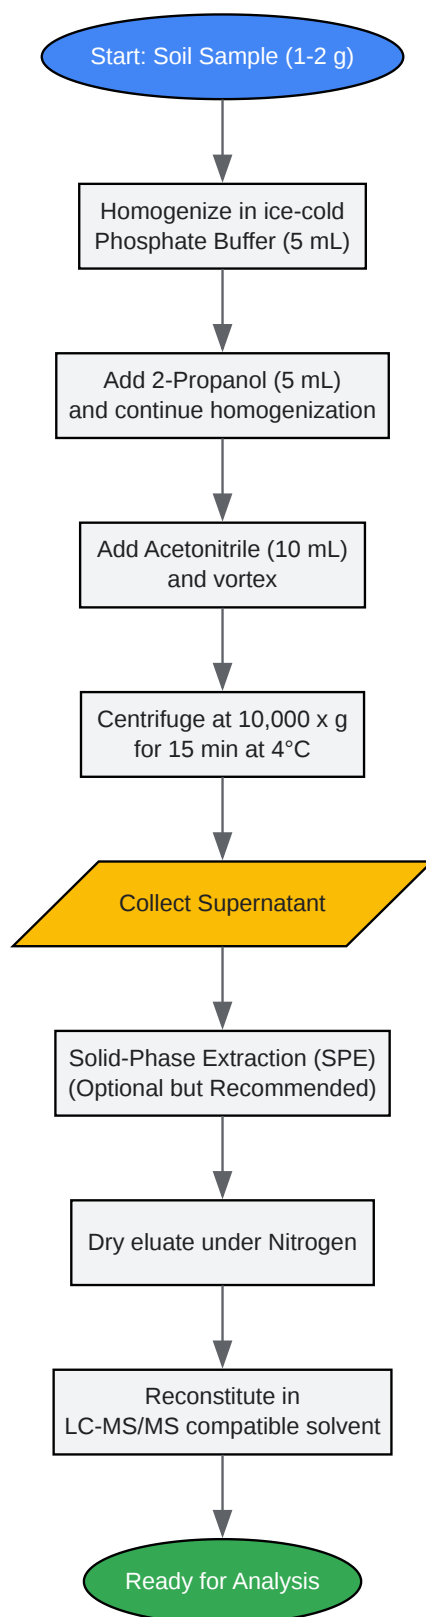 Start: Soil Sample (1-2 g)
Homogenize in ice-cold
Phosphate Buffer (5 mL)
Add 2-Propanol (5 mL)
and continue homogenization
Add Acetonitrile (10 mL)
and vortex
Centrifuge at 10,000 x g
for 15 min at 4°C
Collect Supernatant
Solid-Phase Extraction (SPE)
(Optional but Recommended)
Dry eluate under Nitrogen
Reconstitute in
LC-MS/MS compatible solvent
Ready for Analysis